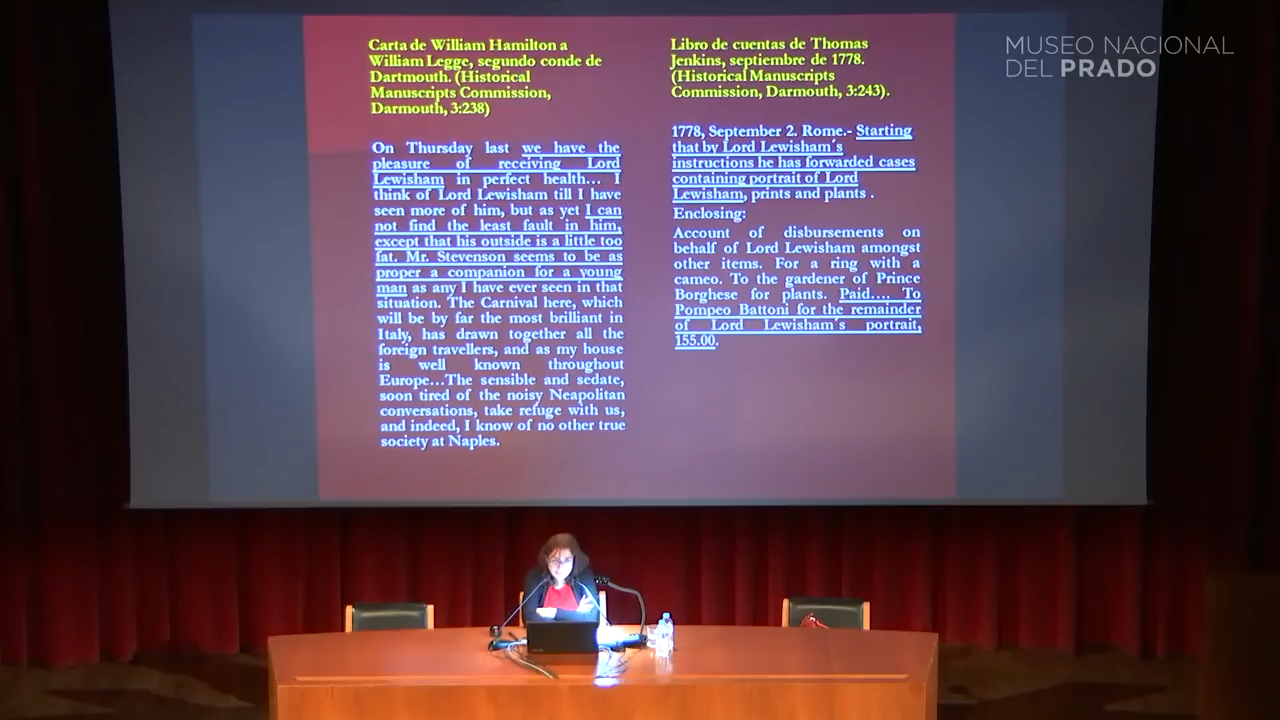 Carta de William Hamilton a
William Legge, segundo conde de
Dartmouth. (Historical
Manuscripts Commission,
Darmouth, 3:238)
On Thursday last we have the
pleasure of receiving Lord
Lewisham in perfect health... I
think of Lord Lewisham till I have
seen more of him, but as yet I can
not find the least fault in him,
except that his outside is a little too
fat. Mr. Stevenson seems to be as
proper a companion for a young
man as any I have ever seen in that
situation. The Carnival here, which
will be by far the most brilliant in
Italy, has drawn together all the
foreign travellers, and as my house
is well known throughout
Europe...The sensible and sedate,
soon tired of the noisy Neapolitan
conversations, take refuge with us,
and indeed, I know of no other true
society at Naples.
Libro de cuentas de Thomas
Jenkins, septiembre de 1778.
(Historical Manuscripts
Commission, Darmouth, 3:243).
1778, September 2. Rome.- Starting
that by Lord Lewisham´s
instructions he has forwarded cases
containing portrait of Lord
Lewisham, prints and plants .
Enclosing:
Account of disbursements on
behalf of Lord Lewisham amongst
other items. For a ring with a
cameo. To the gardener of Prince
Borghese for plants. Paid.... To
Pompeo Battoni for the remainder
of Lord Lewisham´s portrait,
155.00.
MUSEO NACIONAL
DEL PRADO